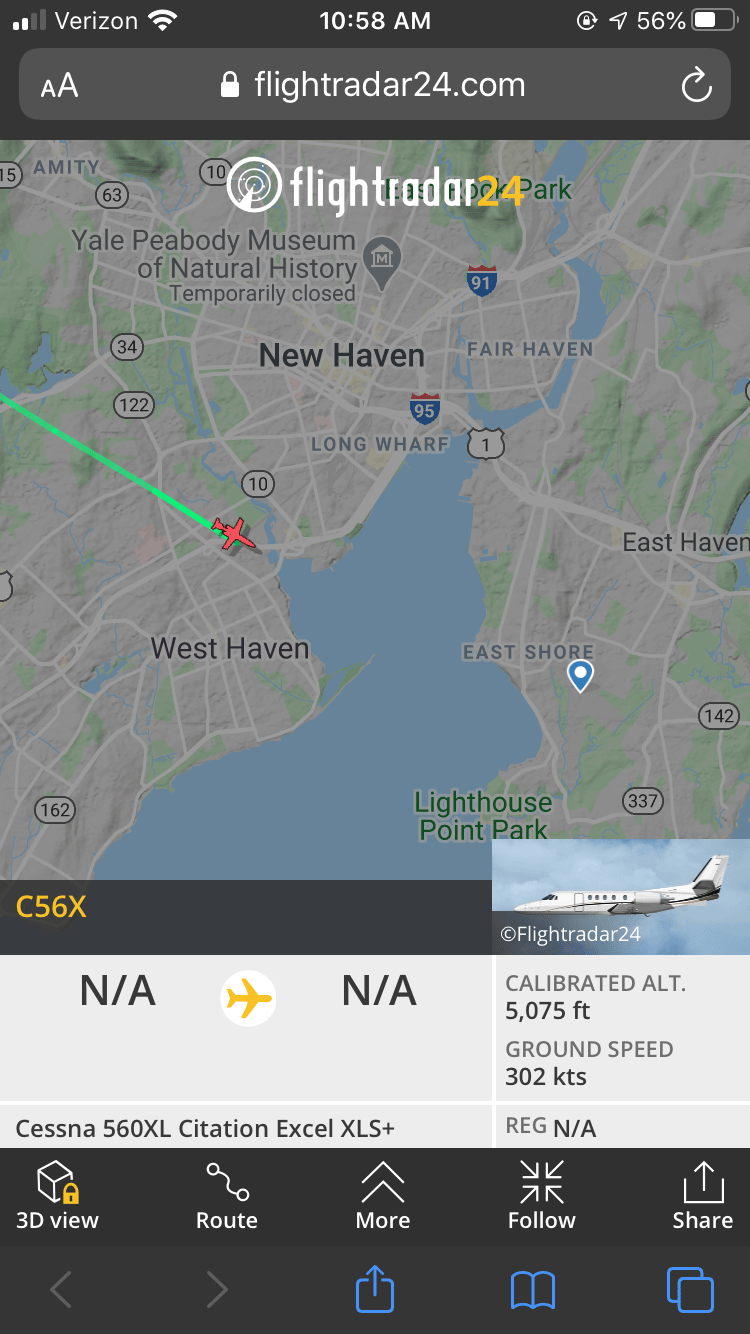 Verizon 10:58 AM 56%
AA flightradar24.com
15 AMITY 10
63
flightradar24
East Rock Park
Yale Peabody Museum
of Natural History
Temporarily closed
M
91
34
New Haven
FAIR HAVEN
122
95
LONG WHARF
1
10
East Haven
West Haven
EAST SHORE
142
162
Lighthouse
Point Park
337
C56X
©Flightradar24
N/A N/A
CALIBRATED ALT.
5,075 ft
GROUND SPEED
302 kts
Cessna 560XL Citation Excel XLS+
REG N/A
3D view Route More Follow Share